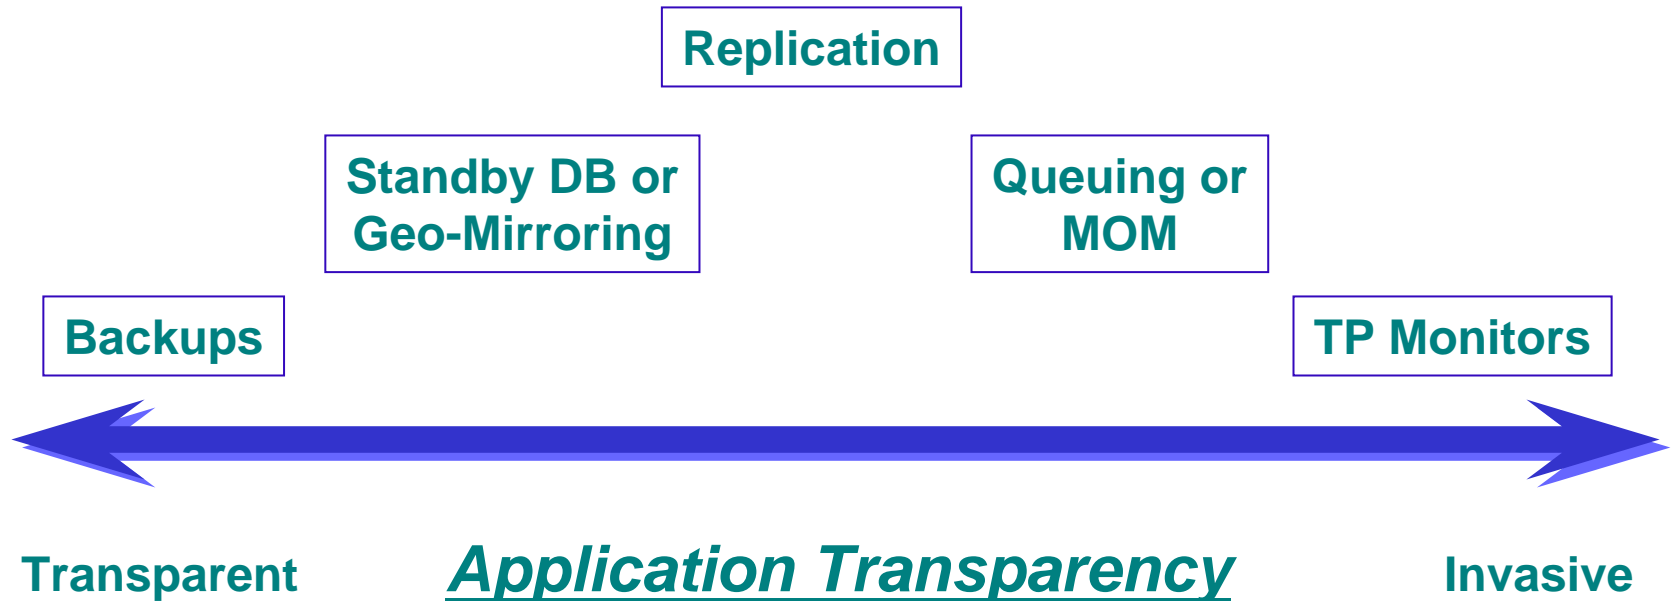 Replication
Standby DB or
Geo-Mirroring
Queuing or
MOM
Backups
TP Monitors
Transparent
Application Transparency
Invasive